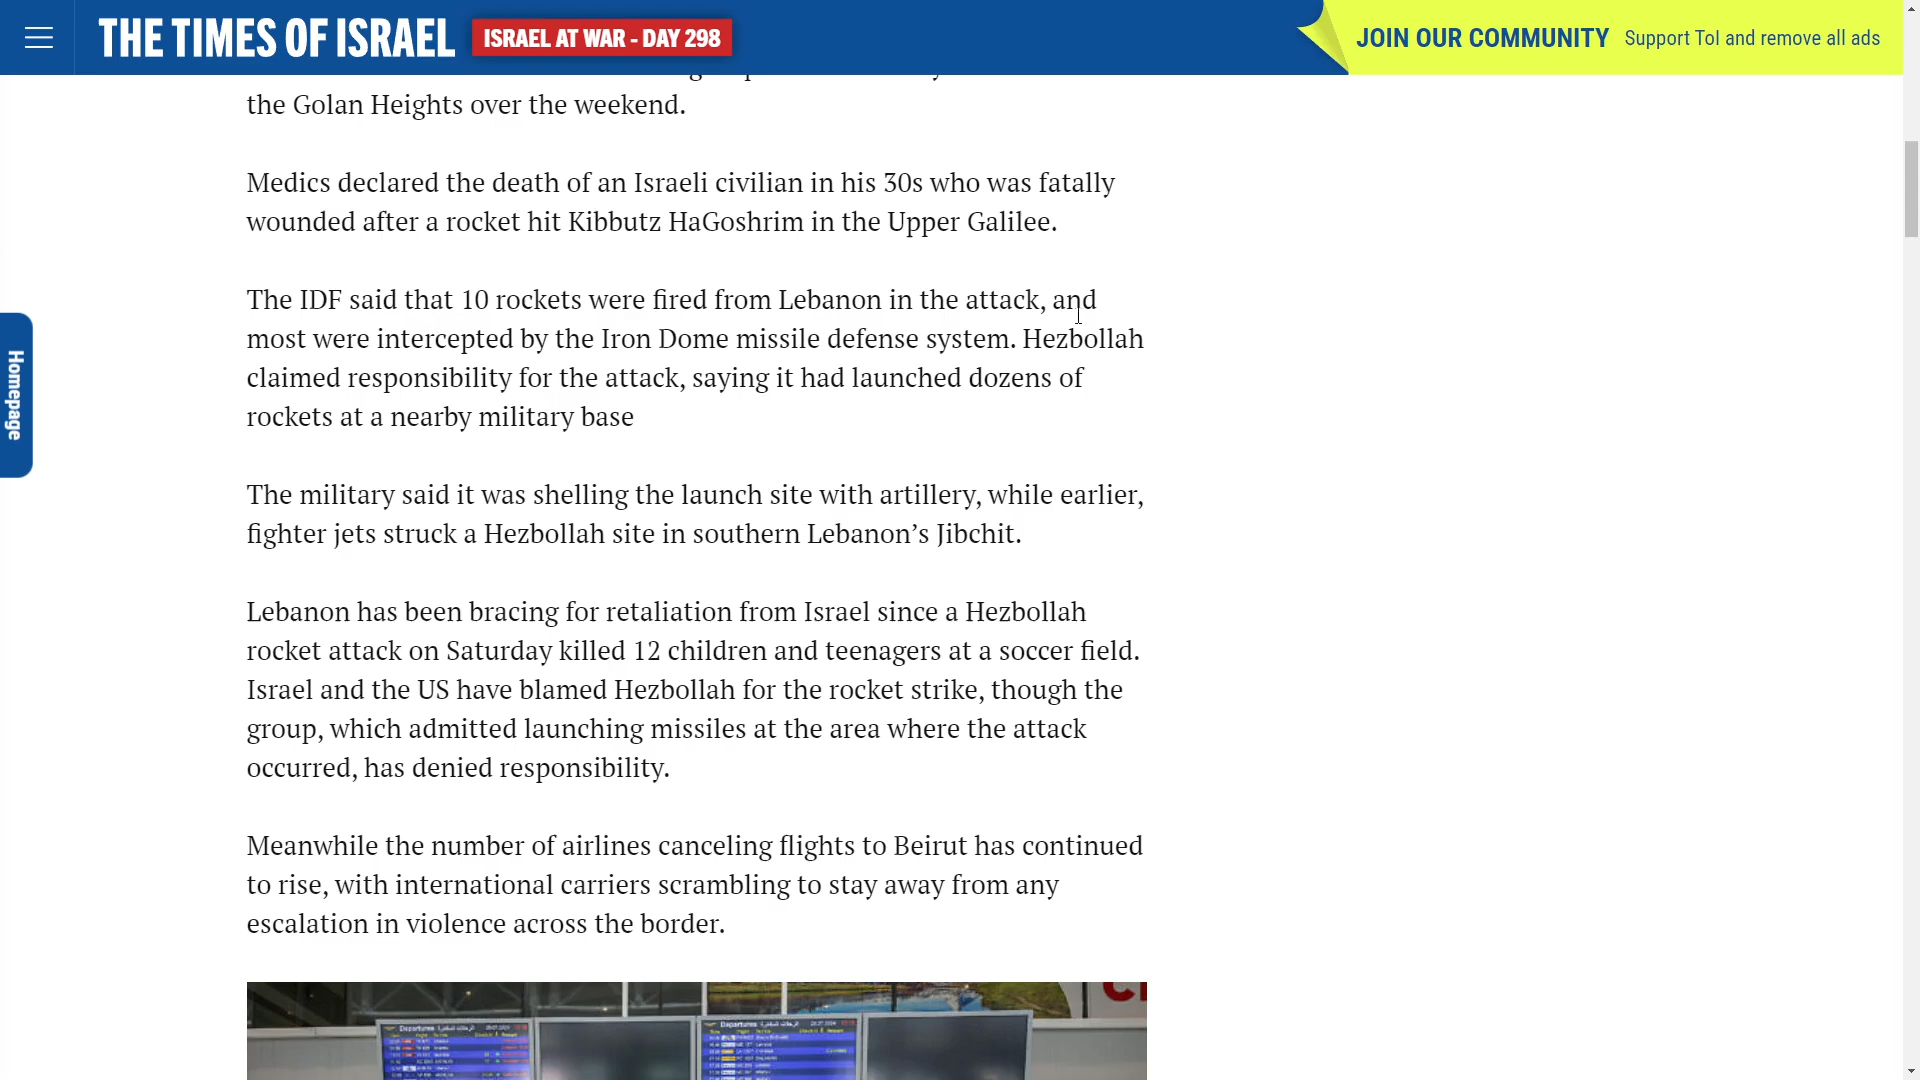 THE TIMES OF ISRAEL
ISRAEL AT WAR - DAY 298
JOIN OUR COMMUNITY
Support ToI and remove all ads
Homepage
the Golan Heights over the weekend.
Medics declared the death of an Israeli civilian in his 30s who was fatally
wounded after a rocket hit Kibbutz HaGoshrim in the Upper Galilee.
The IDF said that 10 rockets were fired from Lebanon in the attack, and
most were intercepted by the Iron Dome missile defense system. Hezbollah
claimed responsibility for the attack, saying it had launched dozens of
rockets at a nearby military base
The military said it was shelling the launch site with artillery, while earlier,
fighter jets struck a Hezbollah site in southern Lebanon’s Jibchit.
Lebanon has been bracing for retaliation from Israel since a Hezbollah
rocket attack on Saturday killed 12 children and teenagers at a soccer field.
Israel and the US have blamed Hezbollah for the rocket strike, though the
group, which admitted launching missiles at the area where the attack
occurred, has denied responsibility.
Meanwhile the number of airlines canceling flights to Beirut has continued
to rise, with international carriers scrambling to stay away from any
escalation in violence across the border.
Departures
Departures